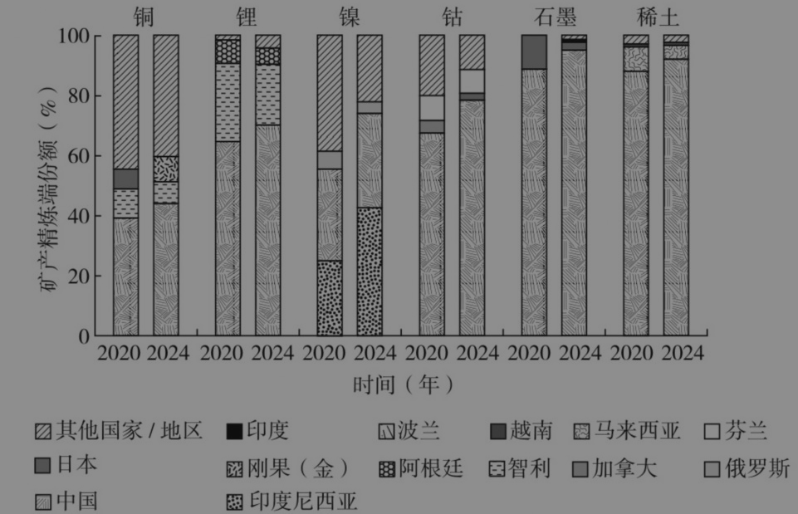 铜 锂 镍 钴 石墨 稀土
100
80
60
40
20
0
矿产精炼端份额（%）
2020 2024 2020 2024 2020 2024 2020 2024 2020 2024 2020 2024
时间（年）
其他国家/地区 印度 波兰 越南 马来西亚 芬兰
日本 刚果（金） 阿根廷 智利 加拿大 俄罗斯
中国 印度尼西亚